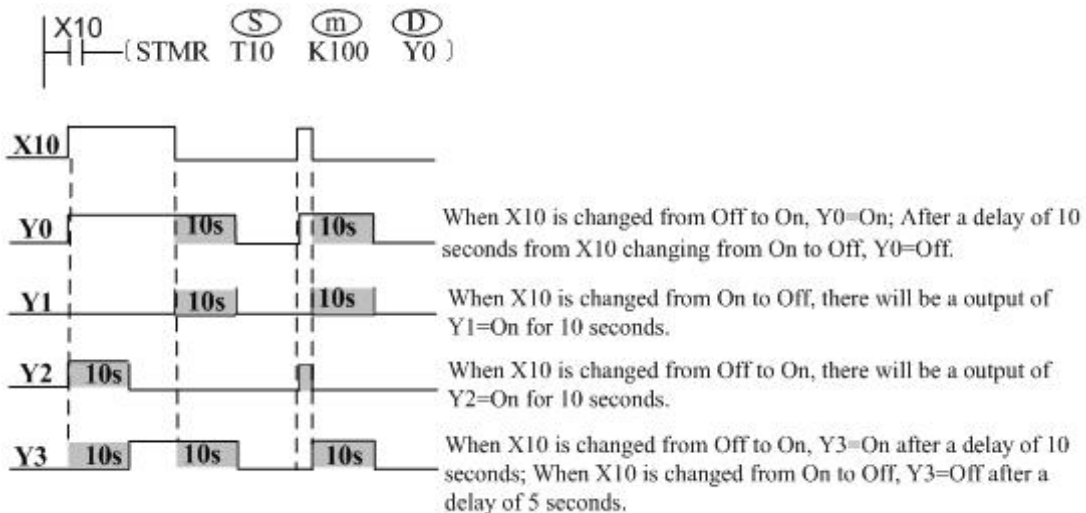 X10
S m D
( STMR T10 K100 Y0 )
X10
Y0 10s 10s
When X10 is changed from Off to On, Y0=On; After a delay of 10
seconds from X10 changing from On to Off, Y0=Off.
Y1 10s 10s
When X10 is changed from On to Off, there will be a output of
Y1=On for 10 seconds.
Y2 10s
When X10 is changed from Off to On, there will be a output of
Y2=On for 10 seconds.
Y3 10s 10s 10s
When X10 is changed from Off to On, Y3=On after a delay of 10
seconds; When X10 is changed from On to Off, Y3=Off after a
delay of 5 seconds.